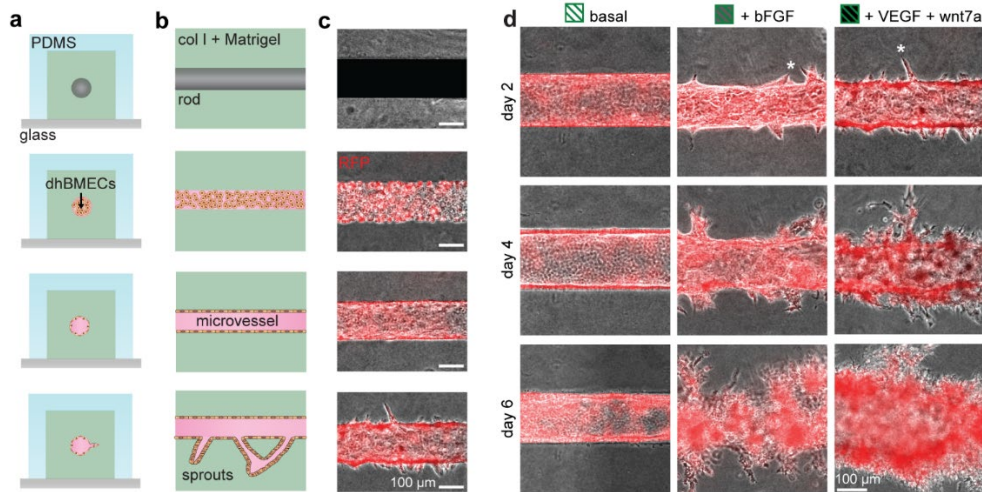 a
b
c
d
basal
+ bFGF
+ VEGF + wnt7a
PDMS
col I + Matrigel
rod
glass
day 2
*
*
dhBMECs
RFP
day 4
microvessel
day 6
sprouts
100 µm
100 µm